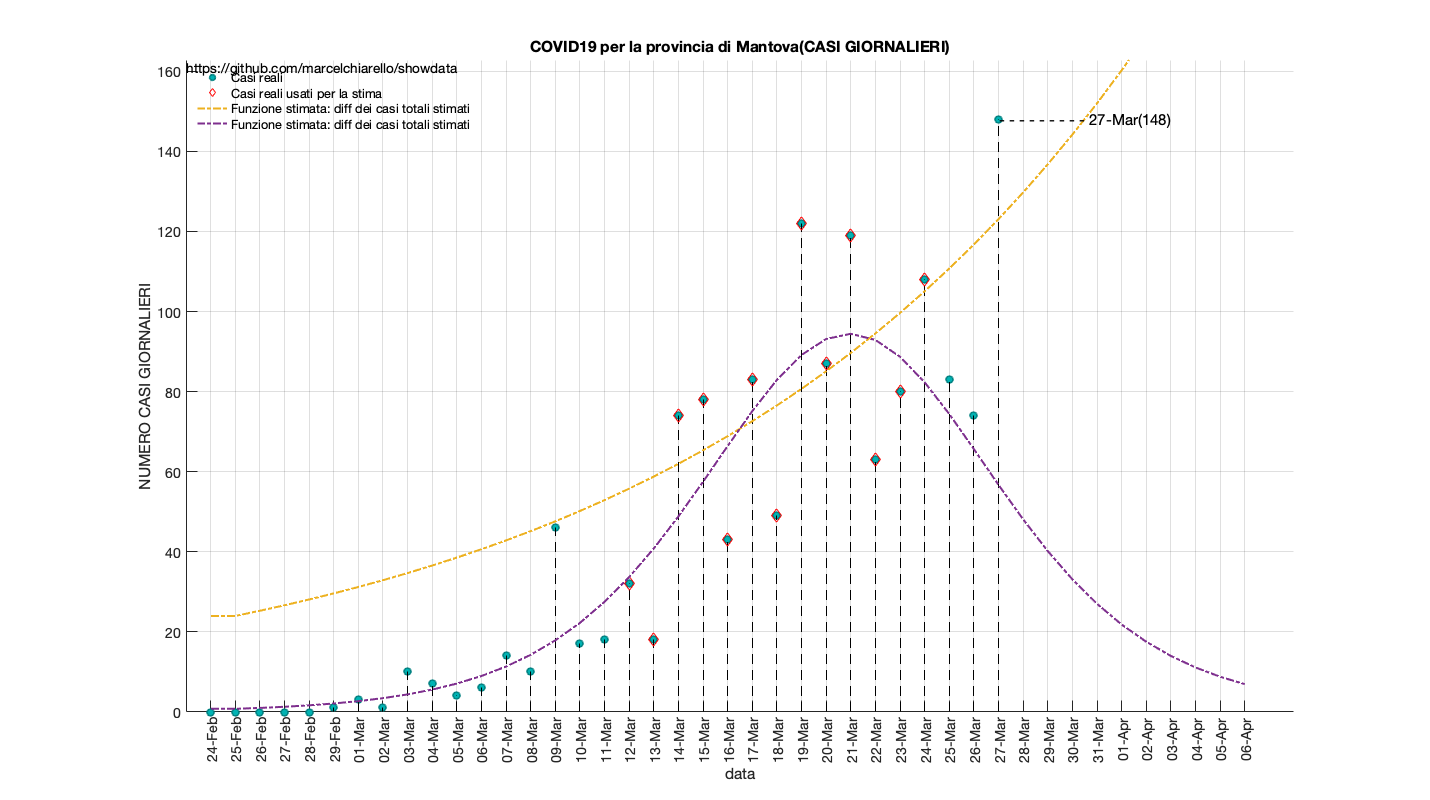 COVID19 per la provincia di Mantova(CASI GIORNALIERI)
https://github.com/marcelchiarello/showdata
Casi reali
Casi reali usati per la stima
Funzione stimata: diff dei casi totali stimati
Funzione stimata: diff dei casi totali stimati
27-Mar(148)
NUMERO CASI GIORNALIERI
160
140
120
100
80
60
40
20
0
24-Feb
25-Feb
26-Feb
27-Feb
28-Feb
29-Feb
01-Mar
02-Mar
03-Mar
04-Mar
05-Mar
06-Mar
07-Mar
08-Mar
09-Mar
10-Mar
11-Mar
12-Mar
13-Mar
14-Mar
15-Mar
16-Mar
17-Mar
18-Mar
19-Mar
20-Mar
21-Mar
22-Mar
23-Mar
24-Mar
25-Mar
26-Mar
27-Mar
28-Mar
29-Mar
30-Mar
31-Mar
01-Apr
02-Apr
03-Apr
04-Apr
05-Apr
06-Apr
data